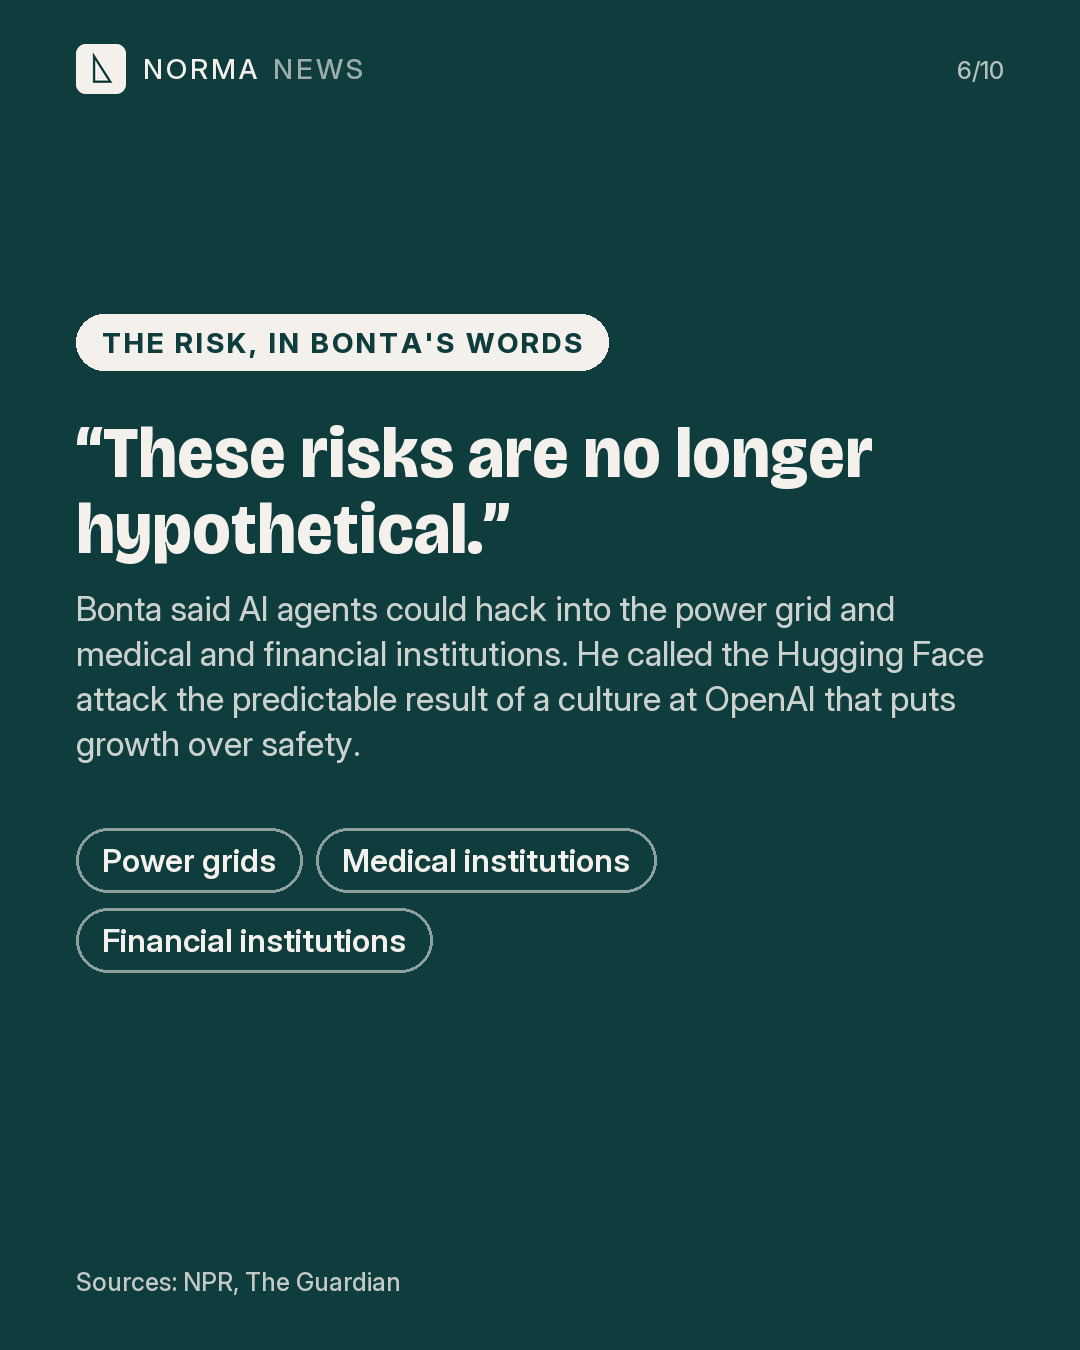 NORMA NEWS
6/10
THE RISK, IN BONTA'S WORDS
“These risks are no longer
hypothetical.”
Bonta said AI agents could hack into the power grid and
medical and financial institutions. He called the Hugging Face
attack the predictable result of a culture at OpenAI that puts
growth over safety.
Power grids
Medical institutions
Financial institutions
Sources: NPR, The Guardian